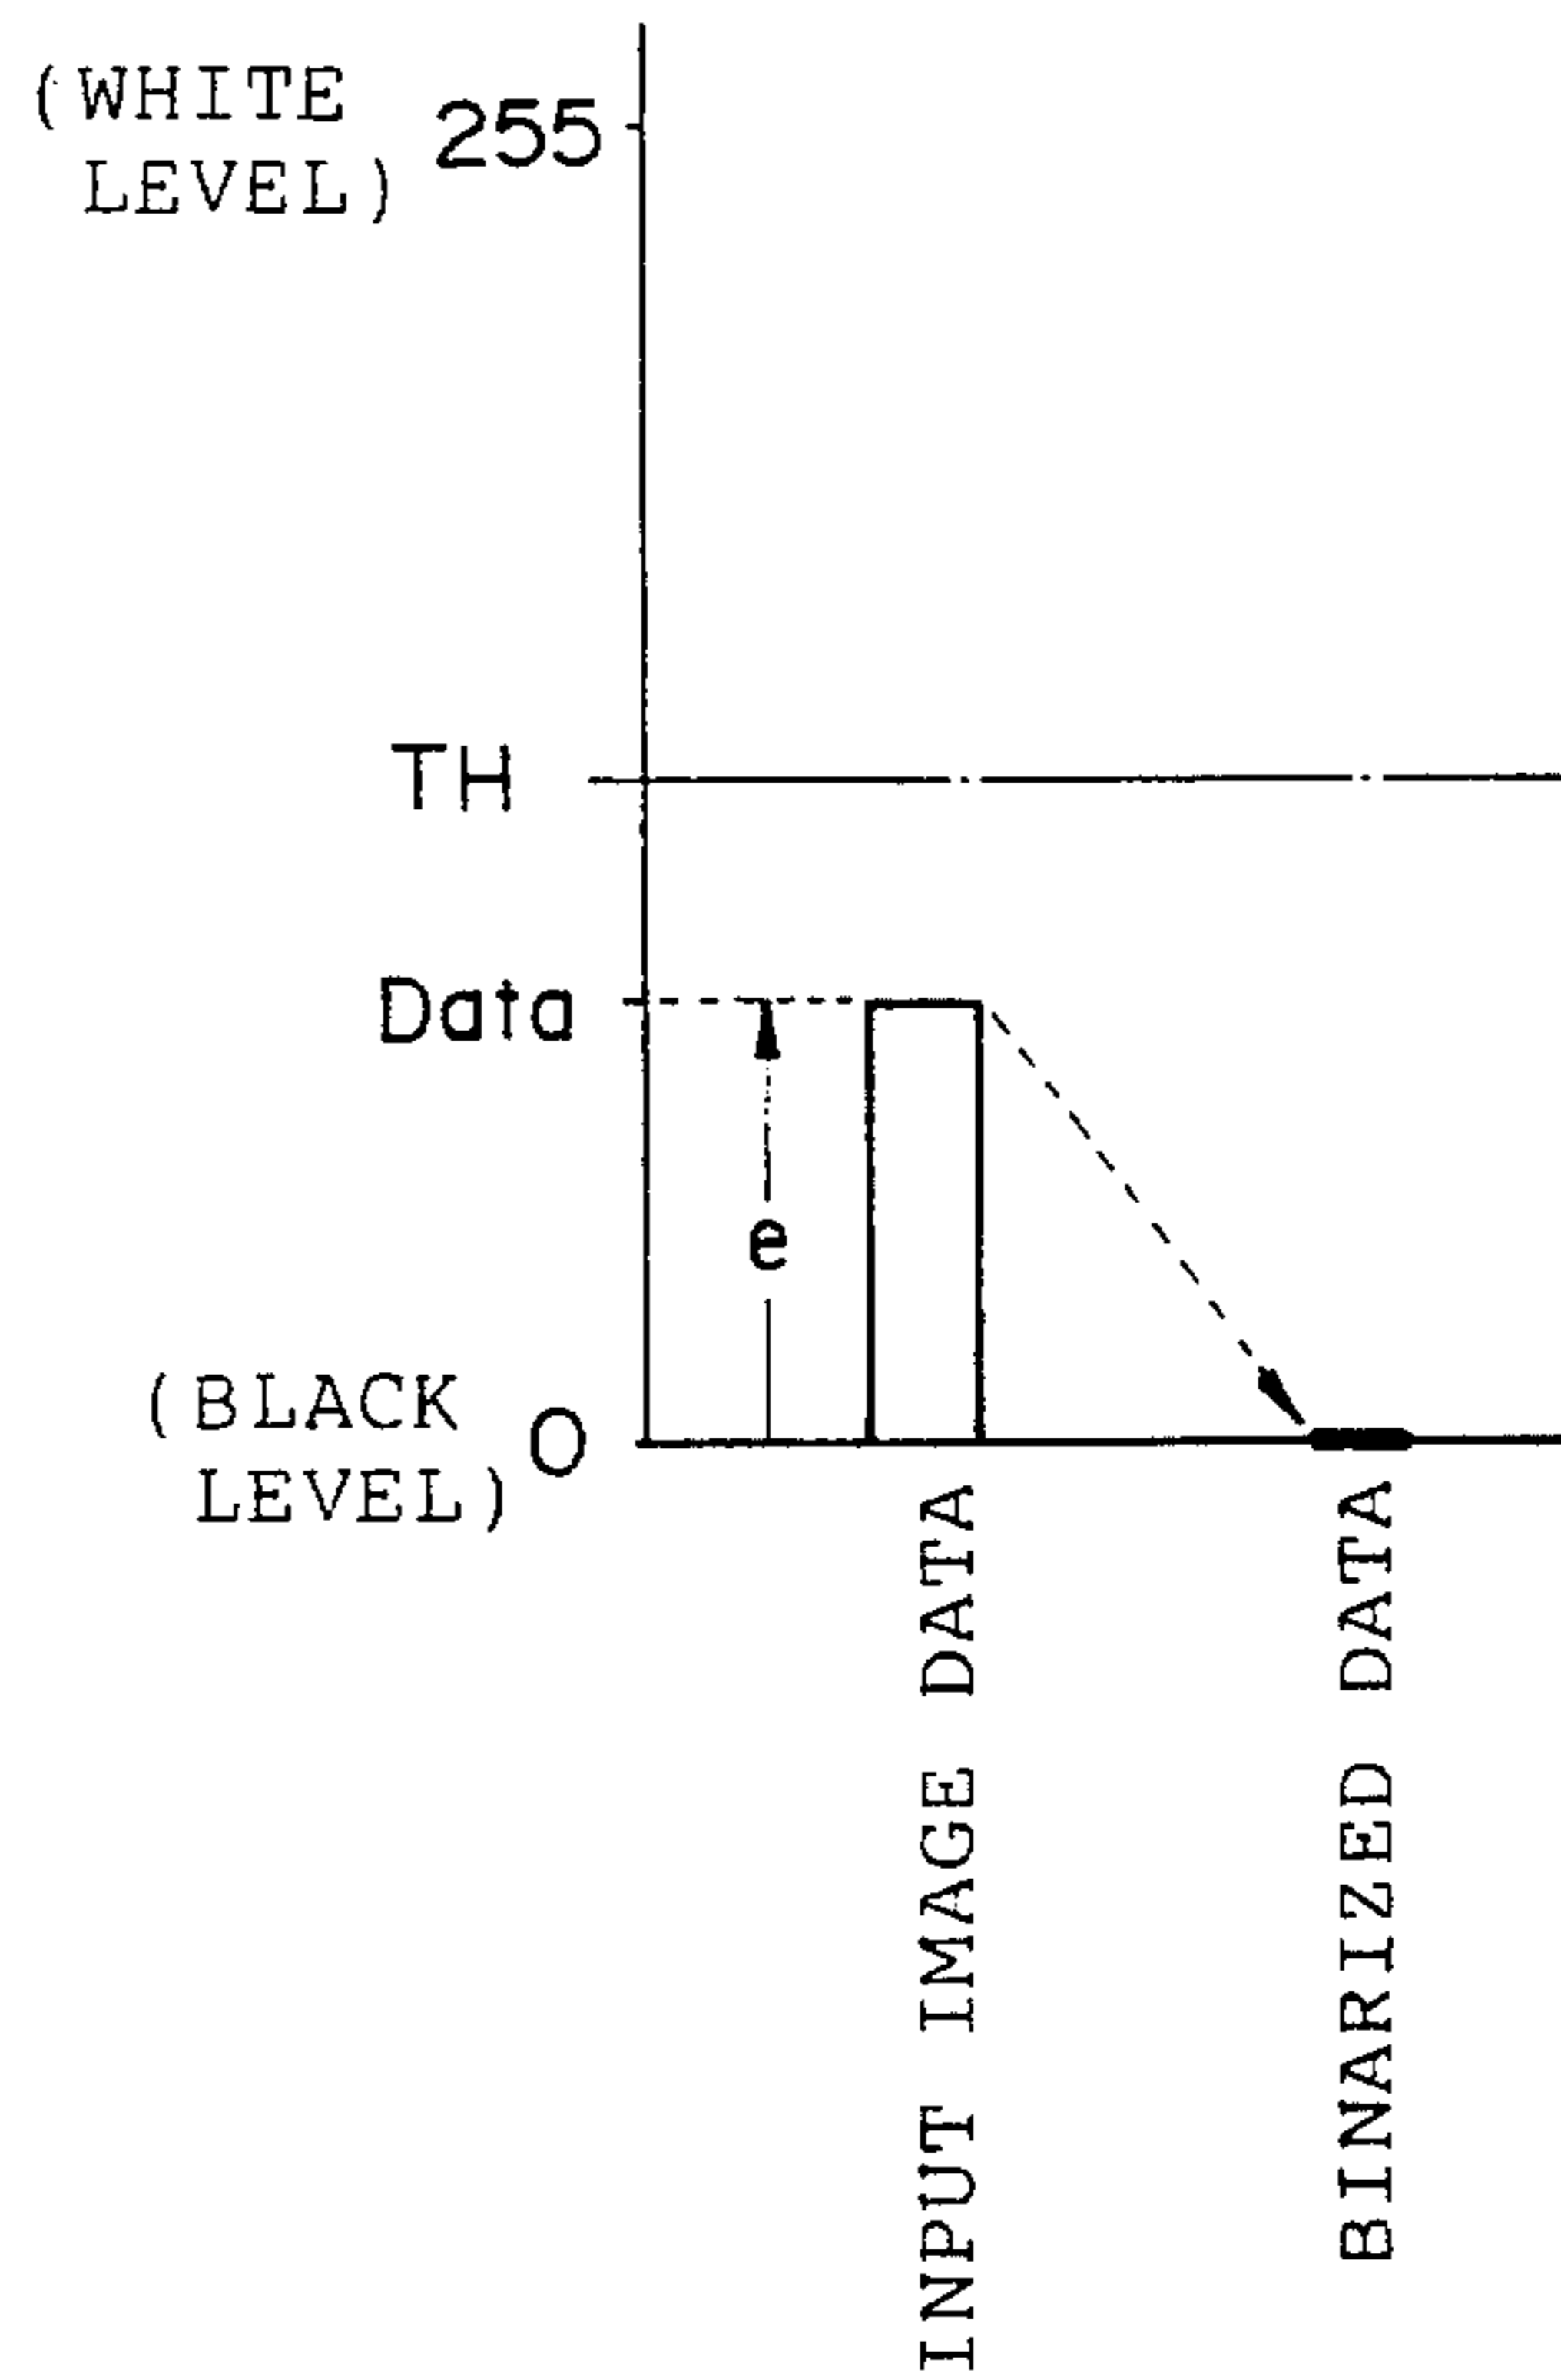 (WHITE
LEVEL)
255
TH
Data
e
(BLACK
LEVEL)
0
INPUT IMAGE DATA
BINARIZED DATA